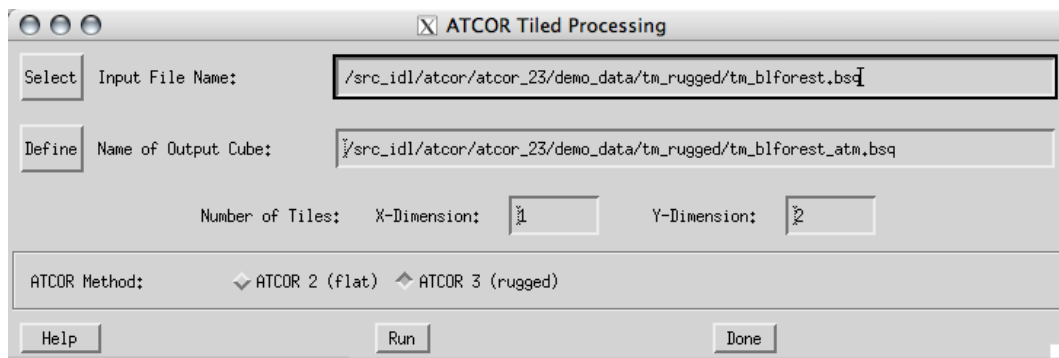 X ATCOR Tiled Processing
Select Input File Name: /src_idl/atcor/atcor_23/demo_data/tm_rugged/tm_blforest.bsq
Define Name of Output Cube: /src_idl/atcor/atcor_23/demo_data/tm_rugged/tm_blforest_atm.bsq
Number of Tiles: X-Dimension: 1 Y-Dimension: 2
ATCOR Method: ATCOR 2 (flat) ATCOR 3 (rugged)
Help Run Done